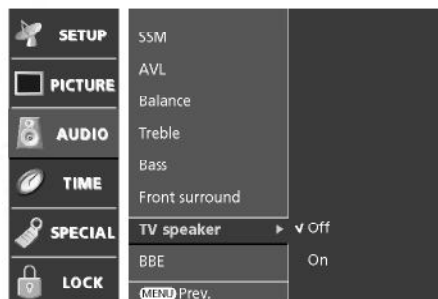 SETUP
PICTURE
AUDIO
TIME
SPECIAL
LOCK
SSM
AVL
Balance
Treble
Bass
Front surround
TV speaker ▶ √ Off
BBE On
MENU Prev.